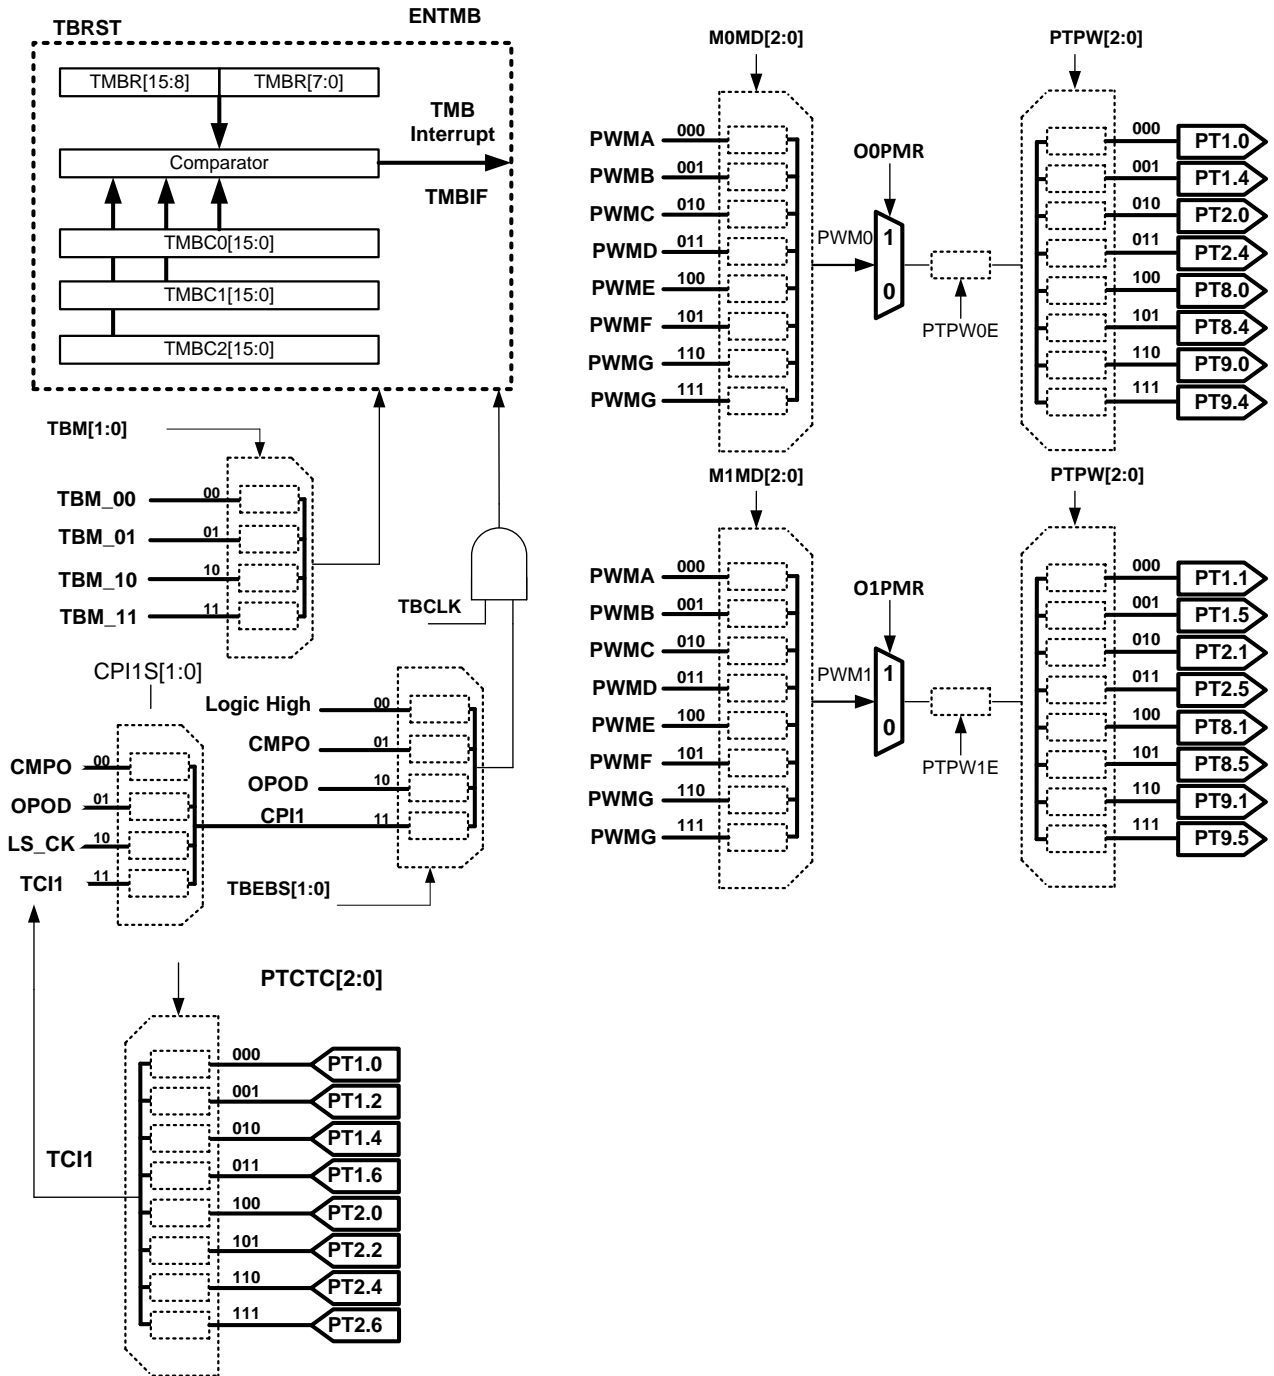 TBRST
ENTMB
TMBR[15:8]
TMBR[7:0]
TMB
Interrupt
Comparator
TMBIF
TMBC0[15:0]
TMBC1[15:0]
TMBC2[15:0]
TBM[1:0]
TBM_00
00
TBM_01
01
TBM_10
10
TBM_11
11
TBCLK
CPI1S[1:0]
Logic High
00
CMPO
01
OPOD
10
CPI1
11
CMPO
00
OPOD
01
LS_CK
10
TCI1
11
TBEBS[1:0]
PTCTC[2:0]
TCI1
000
PT1.0
001
PT1.2
010
PT1.4
011
PT1.6
100
PT2.0
101
PT2.2
110
PT2.4
111
PT2.6
M0MD[2:0]
PTPW[2:0]
PWMA
000
PWMB
001
PWMC
010
PWMD
011
PWME
100
PWMF
101
PWMG
110
PWMG
111
O0PMR
PWM0
1
0
PTPW0E
000
PT1.0
001
PT1.4
010
PT2.0
011
PT2.4
100
PT8.0
101
PT8.4
110
PT9.0
111
PT9.4
M1MD[2:0]
PTPW[2:0]
PWMA
000
PWMB
001
PWMC
010
PWMD
011
PWME
100
PWMF
101
PWMG
110
PWMG
111
O1PMR
PWM1
1
0
PTPW1E
000
PT1.1
001
PT1.5
010
PT2.1
011
PT2.5
100
PT8.1
101
PT8.5
110
PT9.1
111
PT9.5